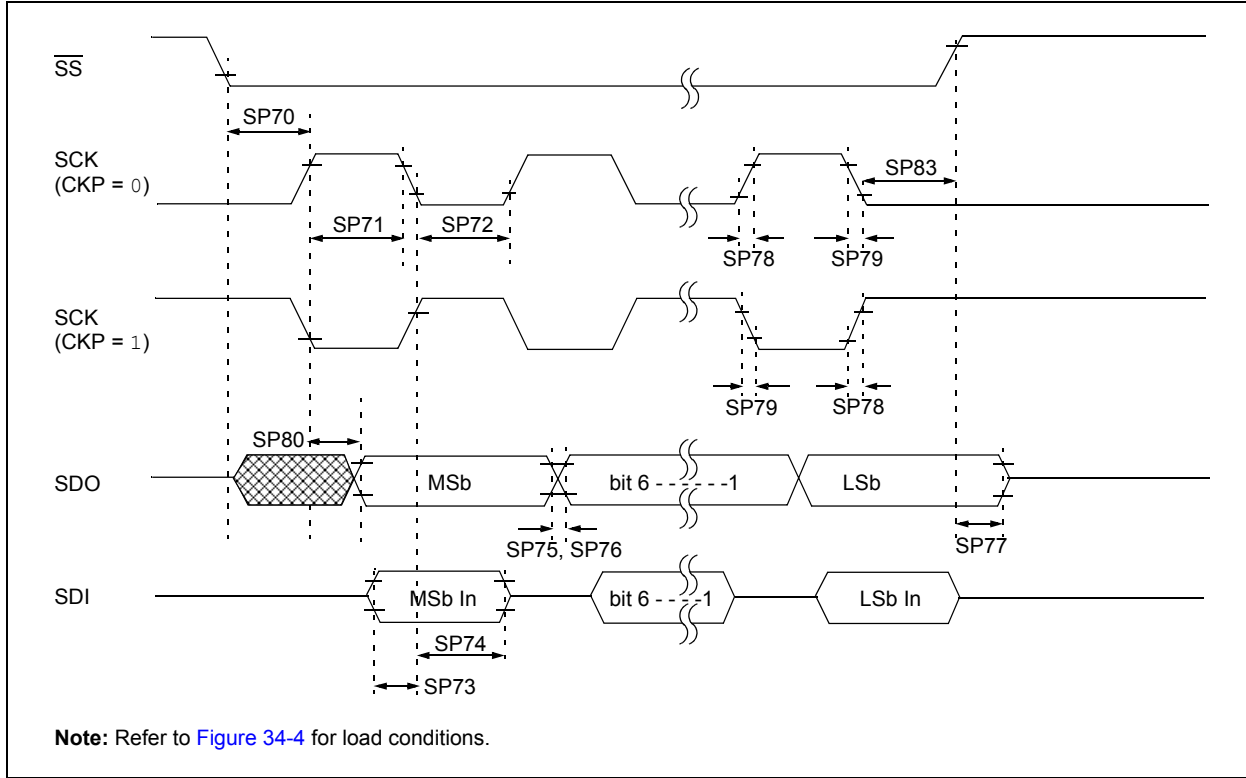 SS
SP70
SCK
(CKP = 0)
SP83
SP71
SP72
SP78
SP79
SCK
(CKP = 1)
SP79
SP78
SP80
SDO
MSb
bit 6 - - - - - -1
LSb
SP75, SP76
SP77
SDI
MSb In
bit 6 - - - -1
LSb In
SP74
SP73
Note: Refer to Figure 34-4 for load conditions.